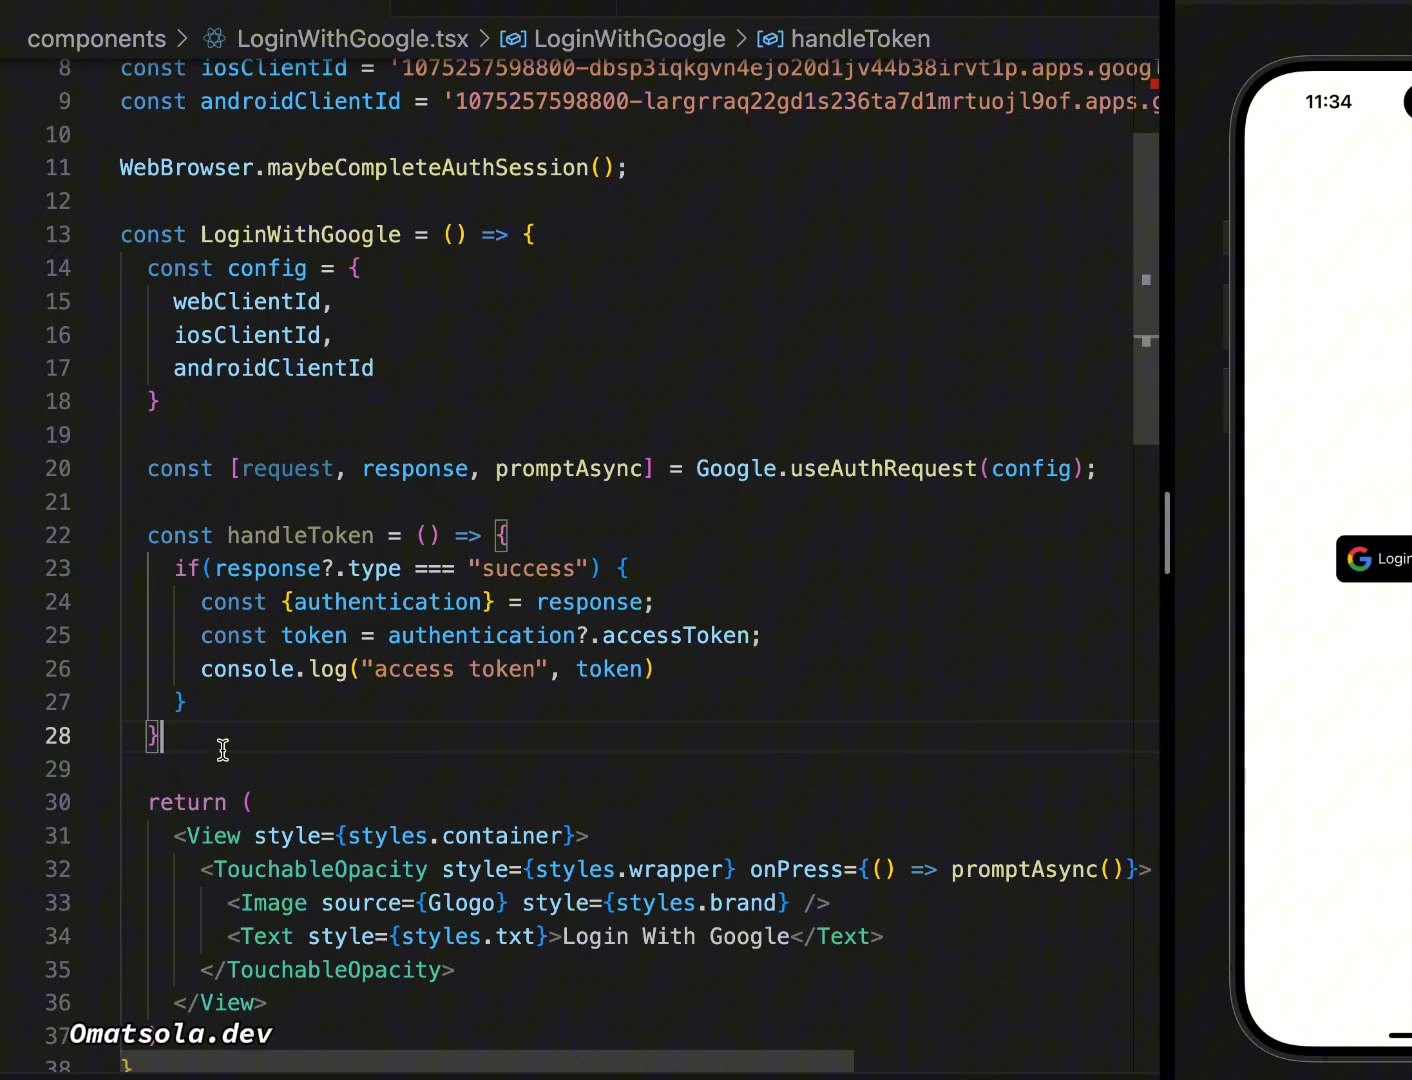 components > LoginWithGoogle.tsx > LoginWithGoogle > handleToken
8 const iosClientId = '1075257598800-dbsp3iqkgvn4ejo20d1jv44b38irvt1p.apps.googl
9 const androidClientId = '1075257598800-largrraq22gd1s236ta7d1mrtuojl9of.apps.g
10
11 WebBrowser.maybeCompleteAuthSession();
12
13 const LoginWithGoogle = () => {
14 const config = {
15 webClientId,
16 iosClientId,
17 androidClientId
18 }
19
20 const [request, response, promptAsync] = Google.useAuthRequest(config);
21
22 const handleToken = () => {
23 if(response?.type === "success") {
24 const {authentication} = response;
25 const token = authentication?.accessToken;
26 console.log("access token", token)
27 }
28 }
29
30 return (
31 <View style={styles.container}>
32 <TouchableOpacity style={styles.wrapper} onPress={() => promptAsync()}>
33 <Image source={Glogo} style={styles.brand} />
34 <Text style={styles.txt}>Login With Google</Text>
35 </TouchableOpacity>
36 </View>
37 )
38 }
Omatsola.dev
11:34
Login